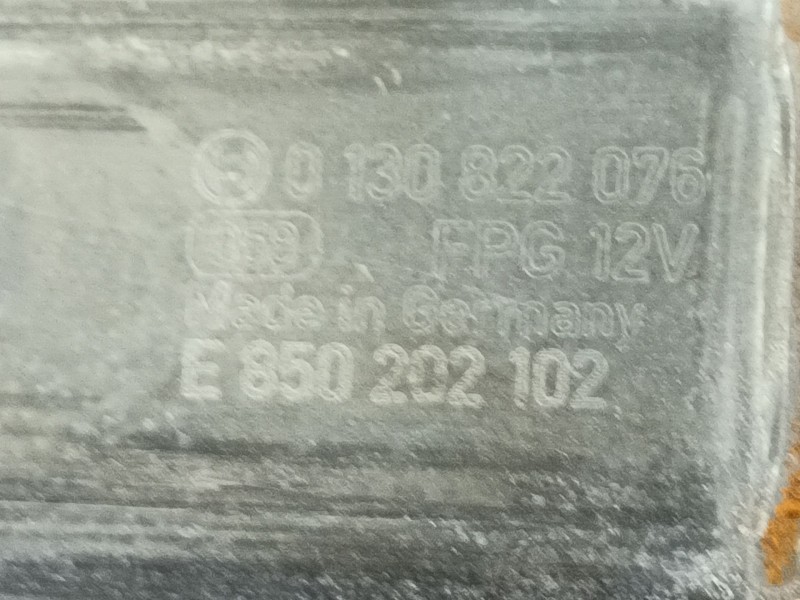 0 130 822 076
FPG 12V
Made in Germany
E 850 202 102